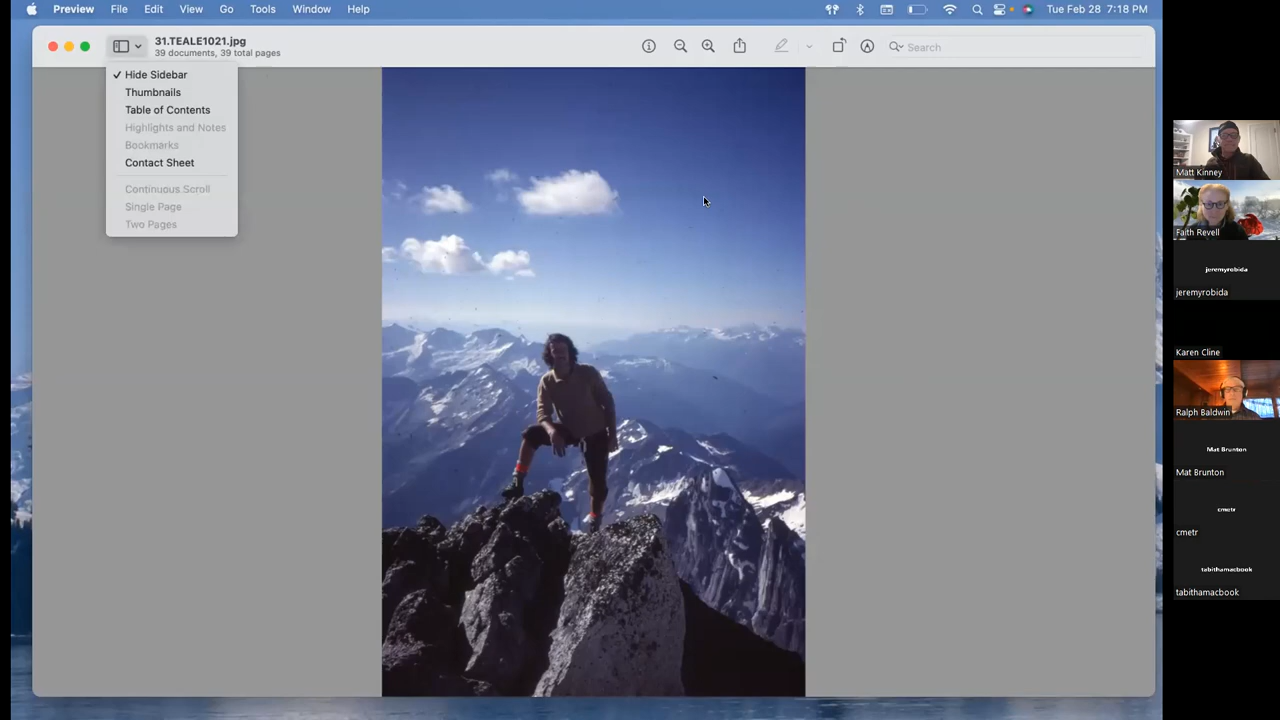 Preview File Edit View Go Tools Window Help Tue Feb 28 7:18 PM
31.TEALE1021.jpg
39 documents, 39 total pages
Search
✓ Hide Sidebar
Thumbnails
Table of Contents
Highlights and Notes
Bookmarks
Contact Sheet
Continuous Scroll
Single Page
Two Pages
Matt Kinney
Faith Revell
jeremyrobida
jeremyrobida
Karen Cline
Ralph Baldwin
Mat Brunton
Mat Brunton
cmetr
cmetr
tabithamacbook
tabithamacbook